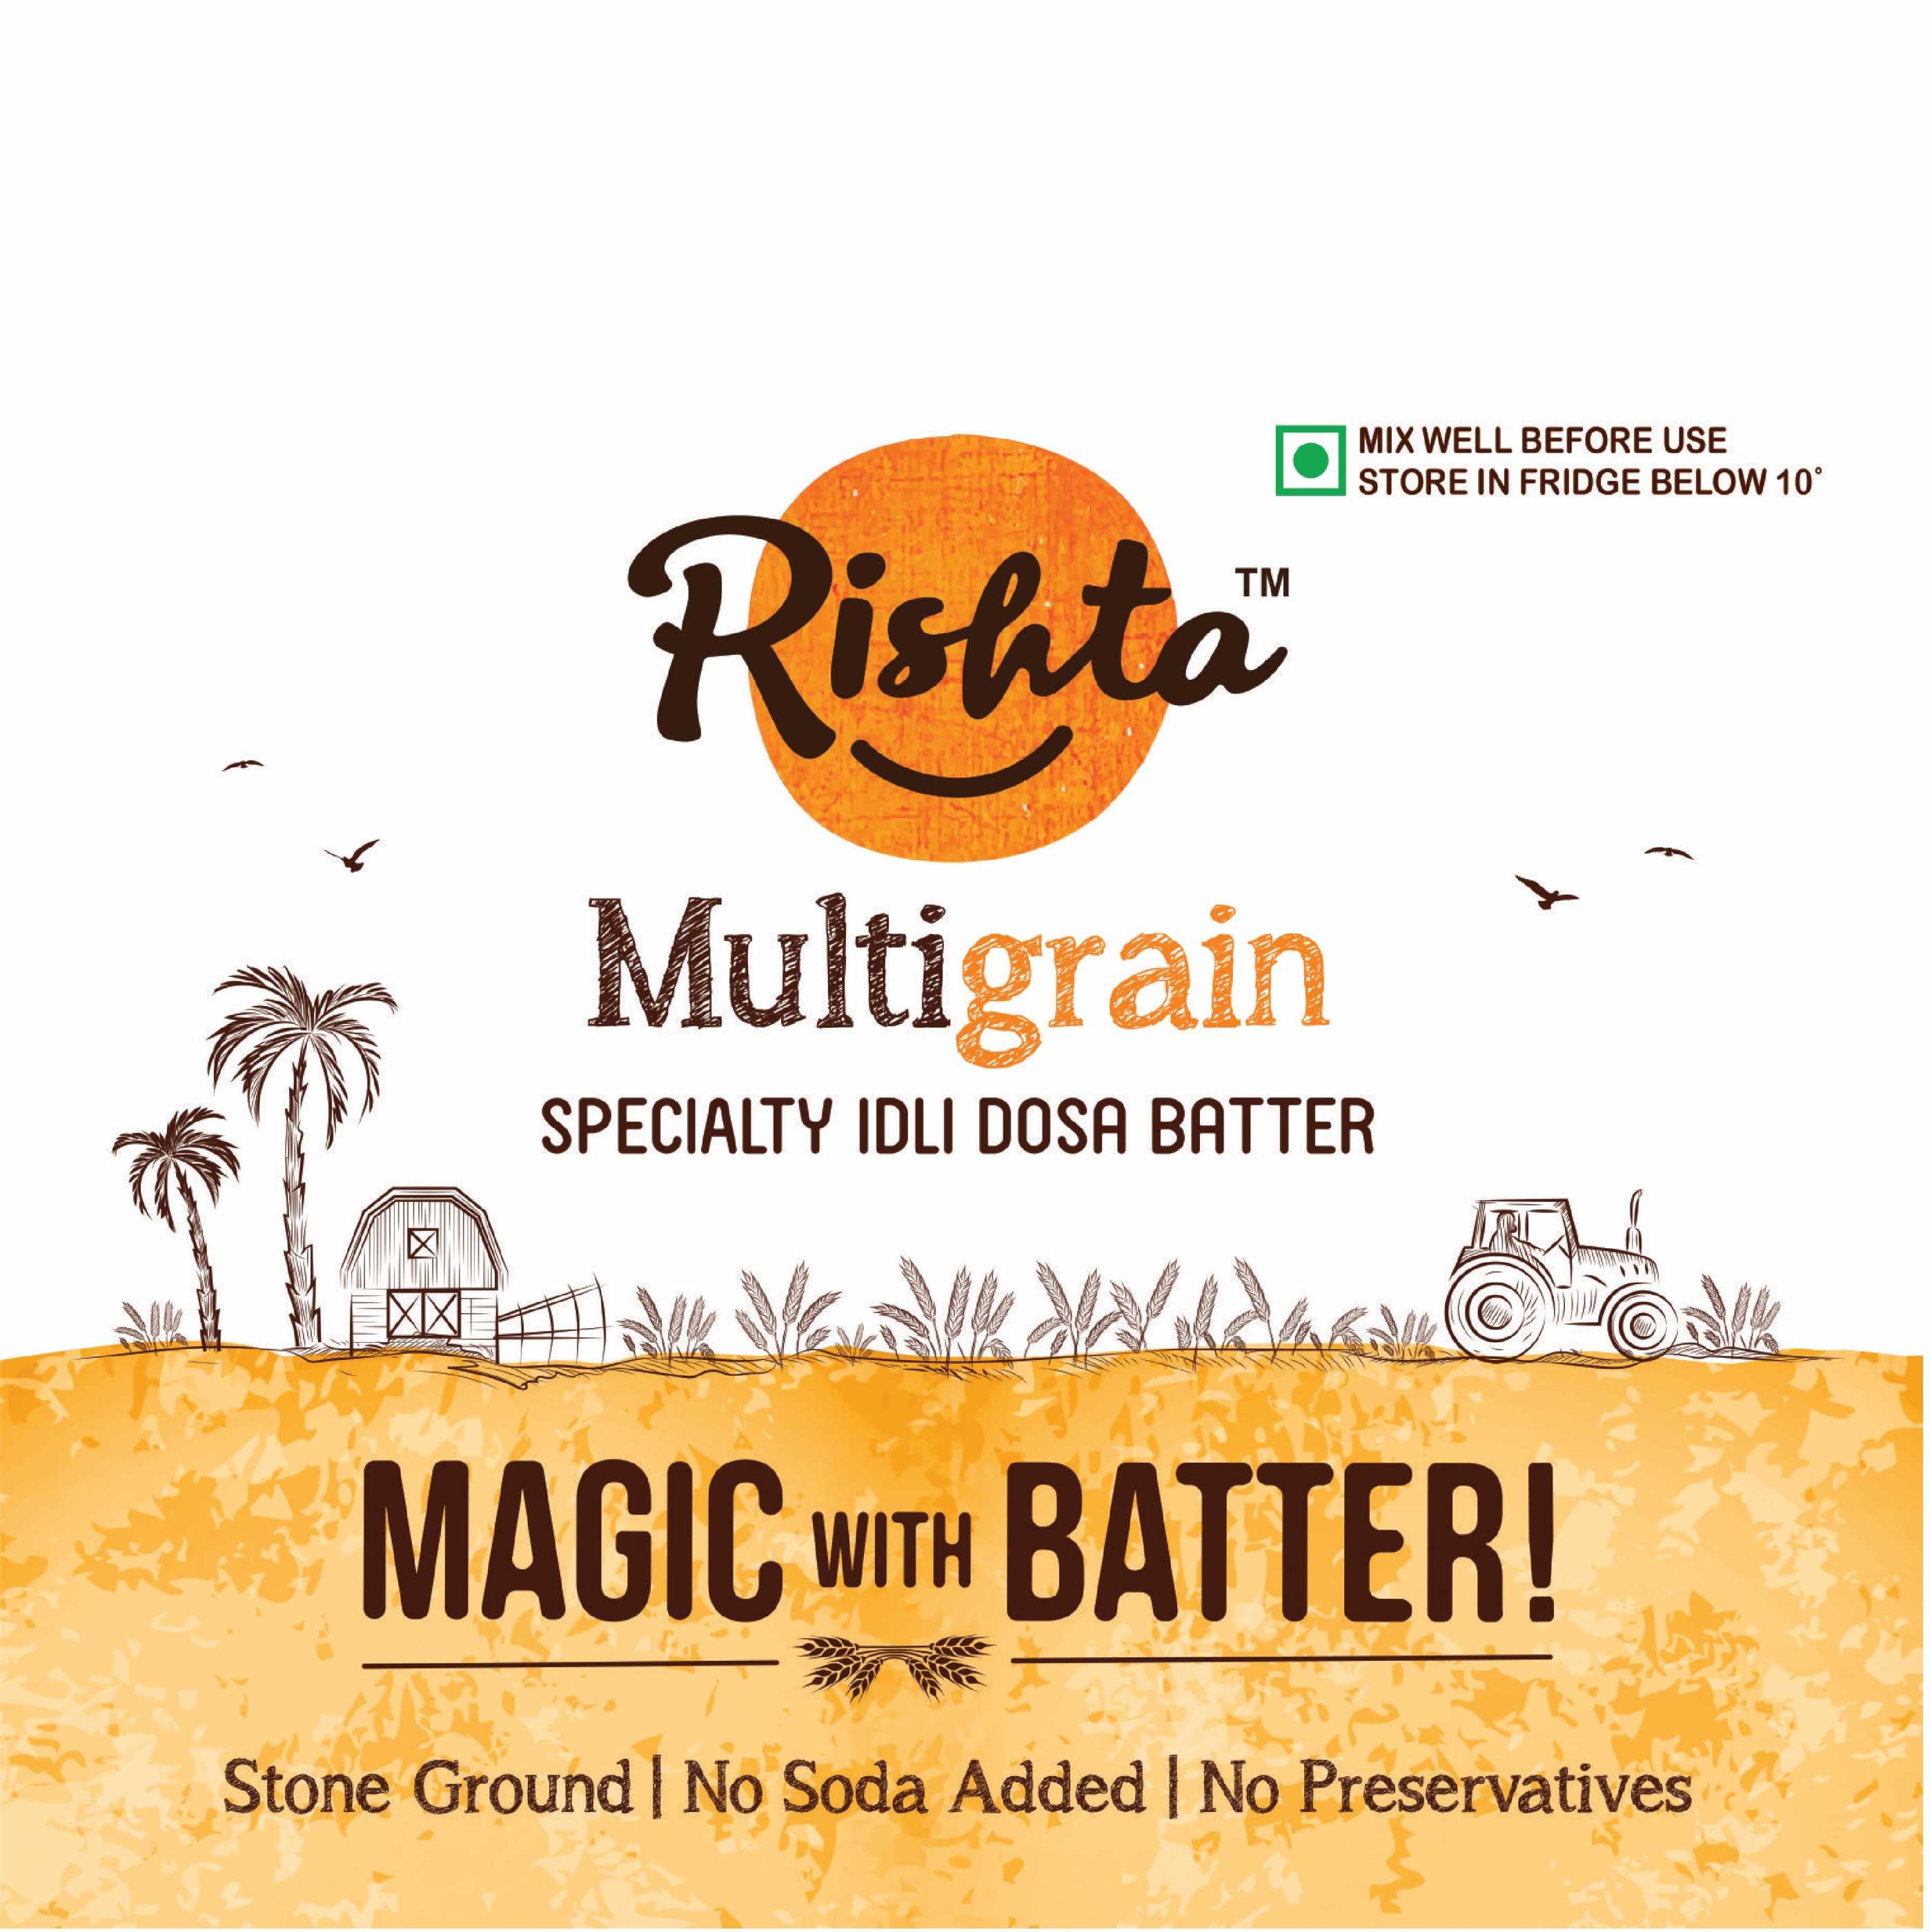 MIX WELL BEFORE USE
STORE IN FRIDGE BELOW 10°
Rishta™
Multigrain
SPECIALTY IDLI DOSA BATTER
MAGIC WITH BATTER!
Stone Ground | No Soda Added | No Preservatives